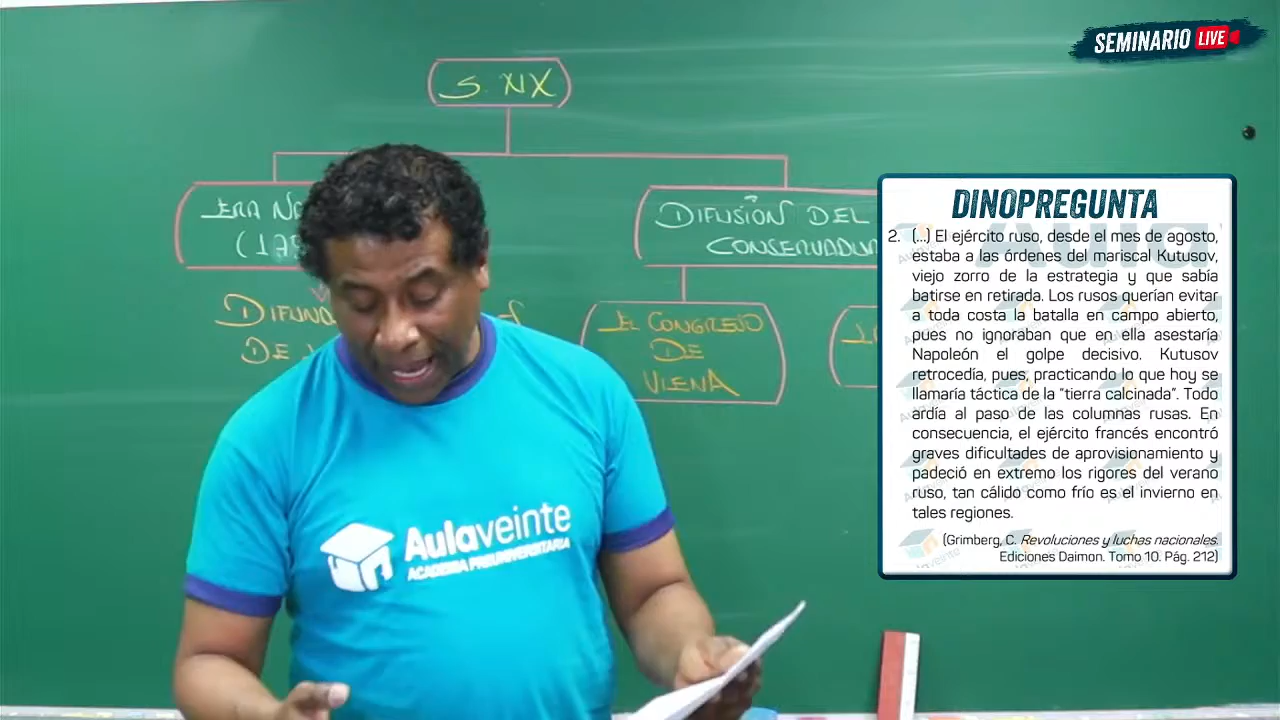 SEMINARIO LIVE
S. XIX
ERA
DIFUSIÓN DEL
EL CONGRESO
DE
VIENA
Aulaveinte
ACADEMIA PREUNIVERSITARIA
DINOPREGUNTA
2. (...) El ejército ruso, desde el mes de agosto,
estaba a las órdenes del mariscal Kutusov,
viejo zorro de la estrategia y que sabía
batirse en retirada. Los rusos querían evitar
a toda costa la batalla en campo abierto,
pues no ignoraban que en ella asestaría
Napoleón el golpe decisivo. Kutusov
retrocedía, pues, practicando lo que hoy se
llamaría táctica de la “tierra calcinada”. Todo
ardía al paso de las columnas rusas. En
consecuencia, el ejército francés encontró
graves dificultades de aprovisionamiento y
padeció en extremo los rigores del verano
ruso, tan cálido como frío es el invierno en
tales regiones.
(Grimberg, C. Revoluciones y luchas nacionales.
Ediciones Daimon. Tomo 10. Pág. 212)